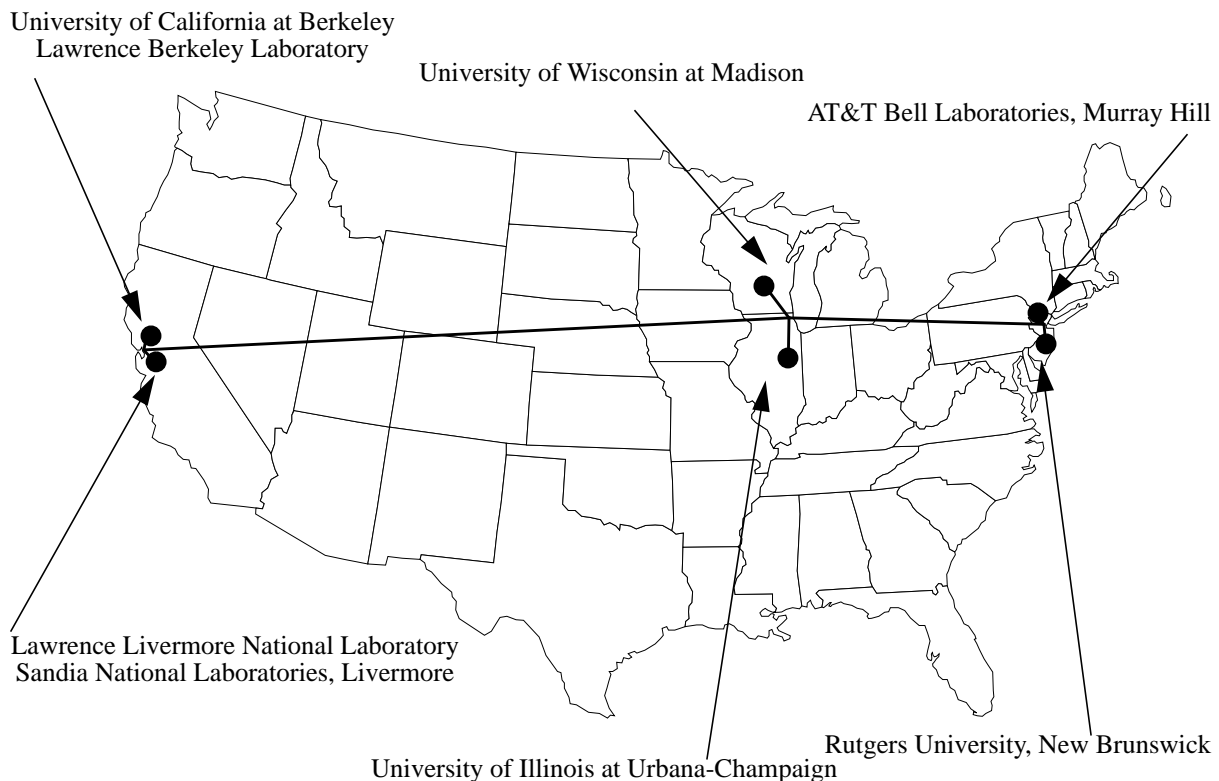 University of California at Berkeley
Lawrence Berkeley Laboratory
University of Wisconsin at Madison
AT&T Bell Laboratories, Murray Hill
Lawrence Livermore National Laboratory
Sandia National Laboratories, Livermore
Rutgers University, New Brunswick
University of Illinois at Urbana-Champaign